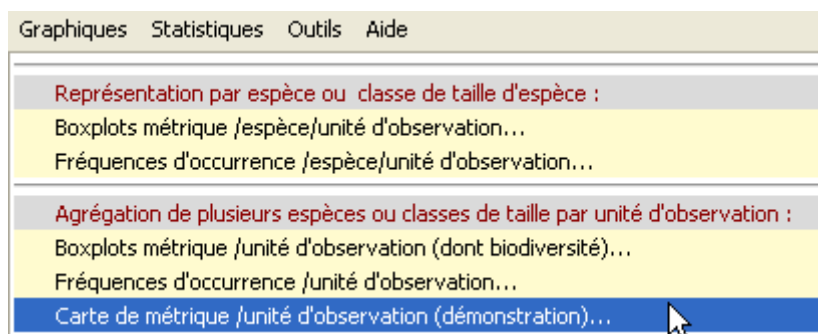 Graphiques Statistiques Outils Aide
Représentation par espèce ou classe de taille d'espèce :
Boxplots métrique /espèce/unité d'observation...
Fréquences d'occurrence /espèce/unité d'observation...
Agrégation de plusieurs espèces ou classes de taille par unité d'observation :
Boxplots métrique /unité d'observation (dont biodiversité)...
Fréquences d'occurrence /unité d'observation...
Carte de métrique /unité d'observation (démonstration)...